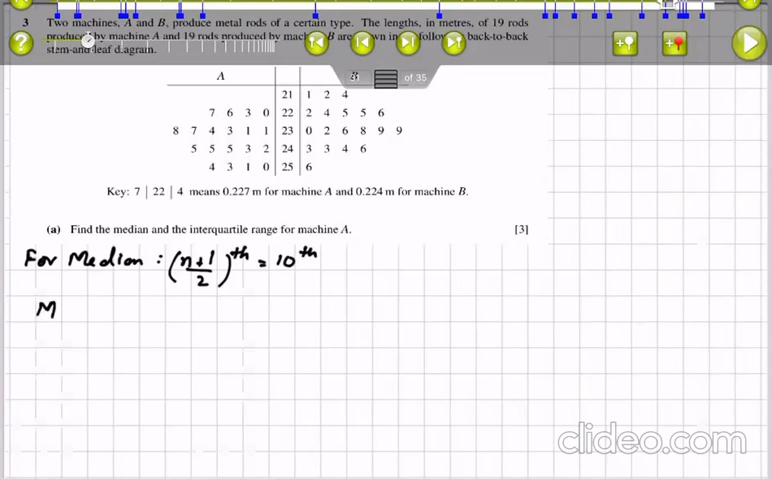 3 Two machines, A and B, produce metal rods of a certain type. The lengths, in metres, of 19 rods
produced by machine A and 19 rods produced by machine B are shown in the following back-to-back
stem-and-leaf diagram.
of 35
A B
21 1 2 4
7 6 3 0 22 2 4 5 5 6
8 7 4 3 1 1 23 0 2 6 8 9 9
5 5 5 3 2 24 3 3 4 6
4 3 1 0 25 6
Key: 7 | 22 | 4 means 0.227 m for machine A and 0.224 m for machine B.
(a) Find the median and the interquartile range for machine A. [3]
For Median : (n+1/2)th = 10th
M
clideo.com